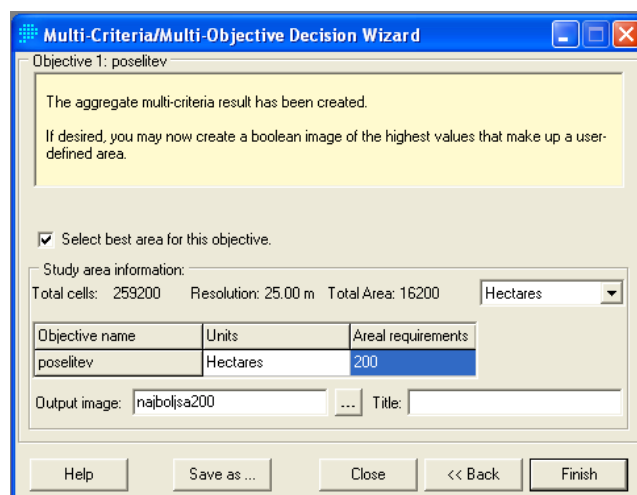 Multi-Criteria/Multi-Objective Decision Wizard
Objective 1: poselitev
The aggregate multi-criteria result has been created.
If desired, you may now create a boolean image of the highest values that make up a user-
defined area.
Select best area for this objective.
Study area information:
Total cells: 259200 Resolution: 25.00 m Total Area: 16200 Hectares
Objective name Units Areal requirements
poselitev Hectares 200
Output image: najboljsa200 ... Title:
Help Save as ... Close << Back Finish